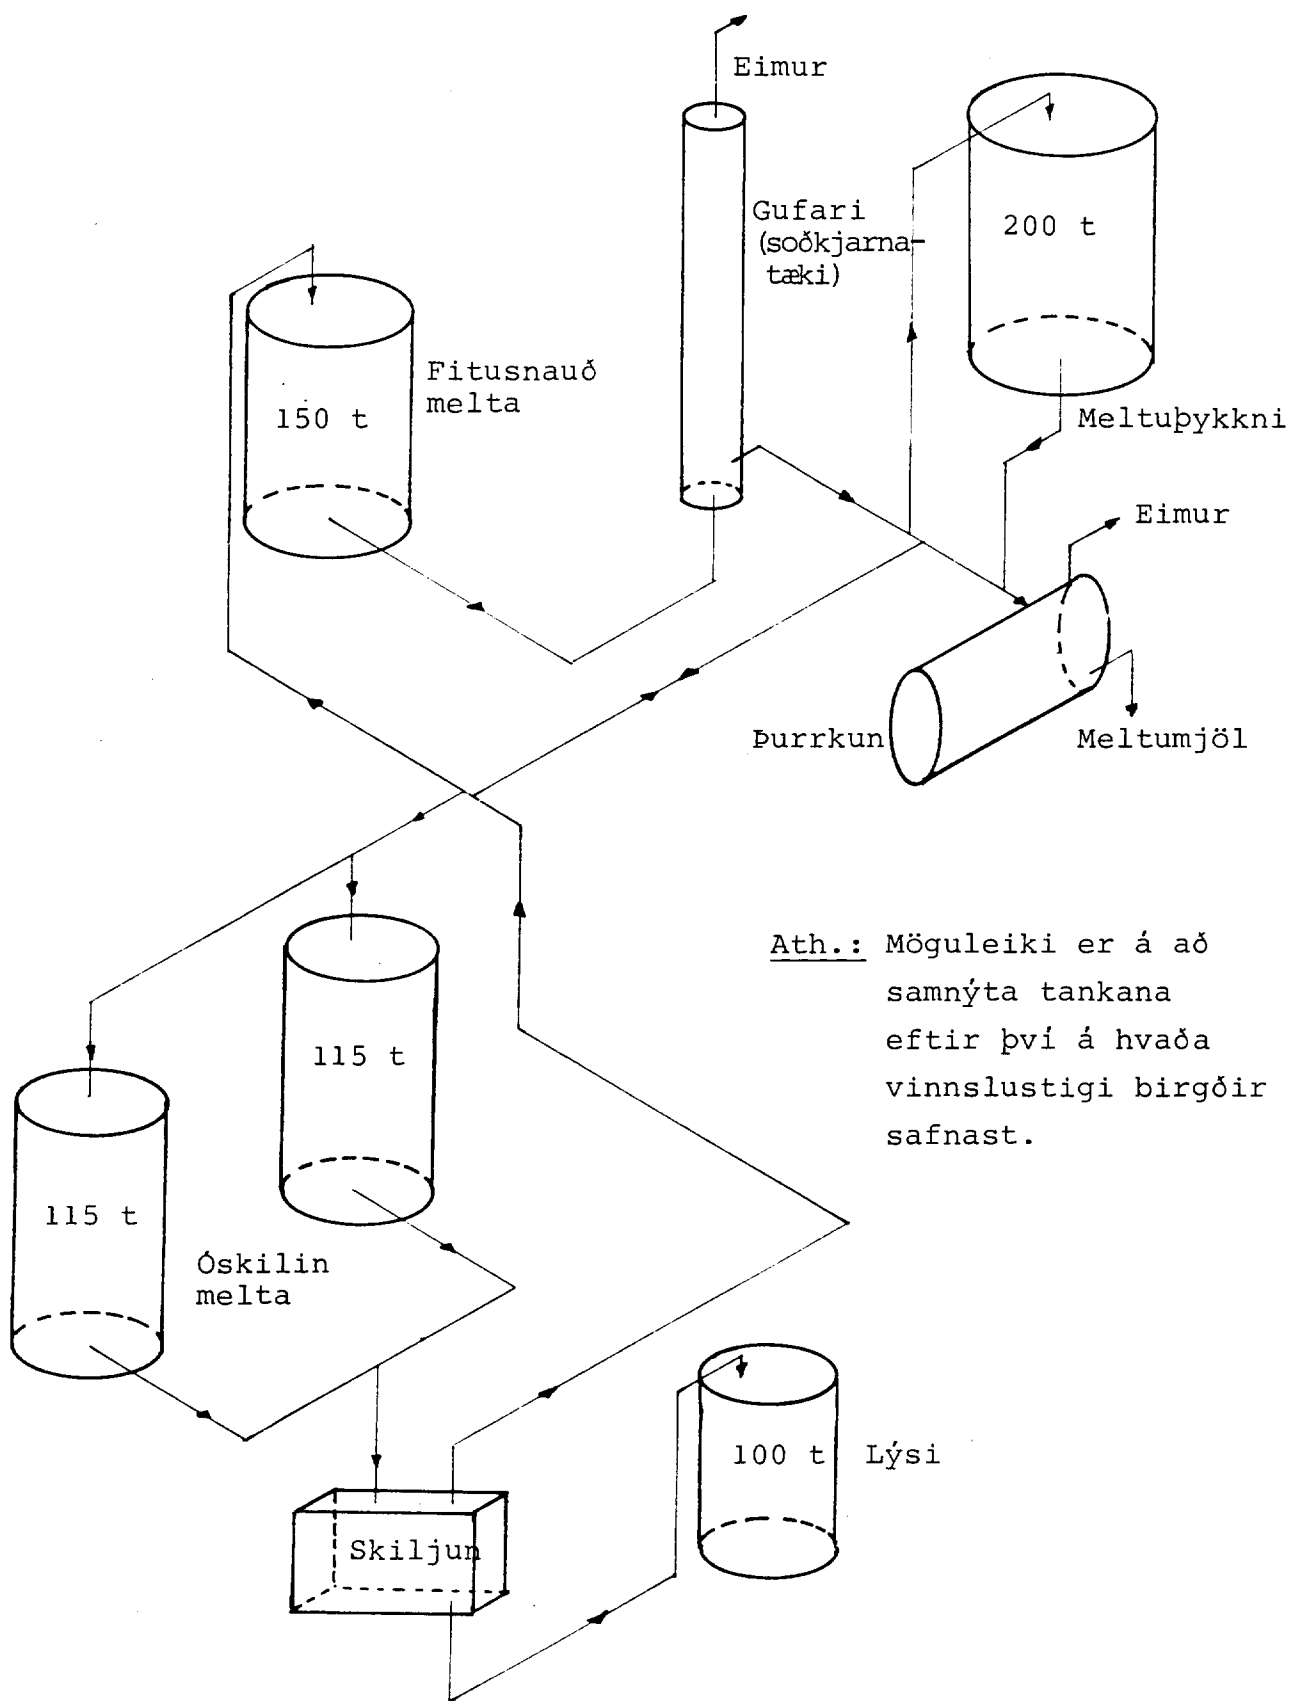 Eimur
Gufari
(soðkjarna-
tæki)
200 t
Fitusnauð
melta
150 t
Meltuþykkni
Eimur
Þurrkun
Meltumjöl
Ath.: Möguleiki er á að
samnýta tankana
eftir því á hvaða
vinnslustigi birgðir
safnast.
115 t
115 t
Óskilin
melta
100 t
Lýsi
Skiljun